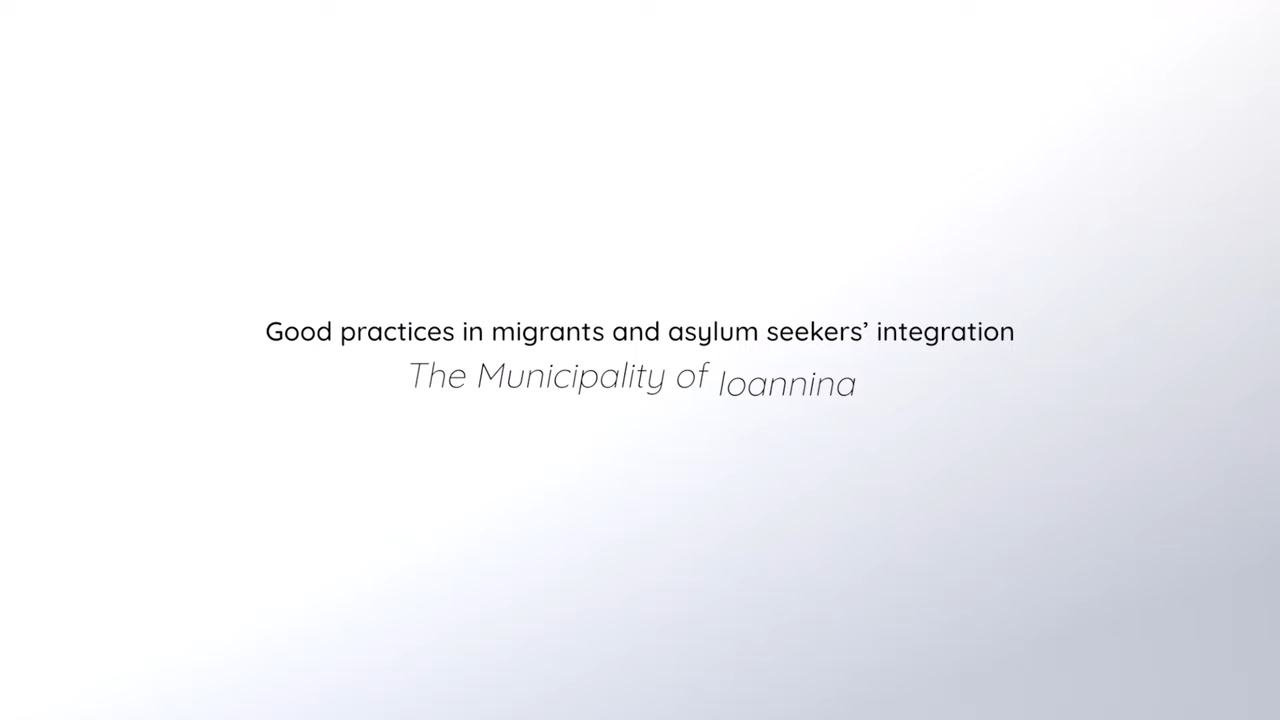 Good practices in migrants and asylum seekers’ integration
The Municipality of Ioannina